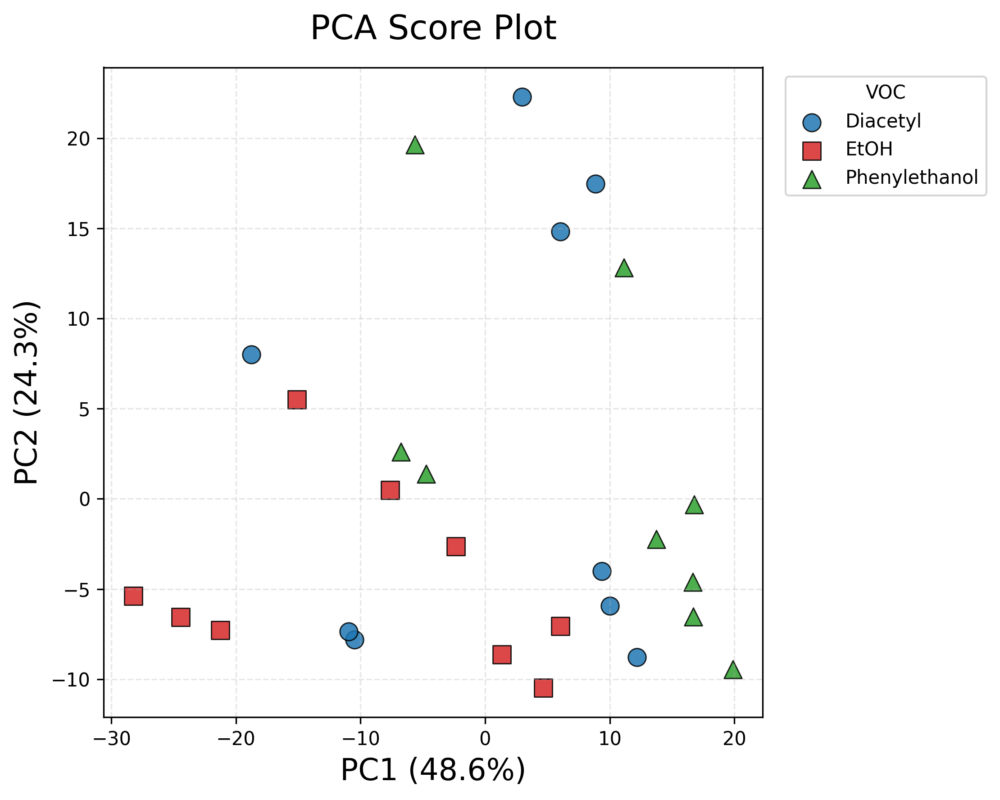 PCA Score Plot
VOC
Diacetyl
EtOH
Phenylethanol
PC2 (24.3%)
20
15
10
5
0
−5
−10
−30
−20
−10
0
10
20
PC1 (48.6%)